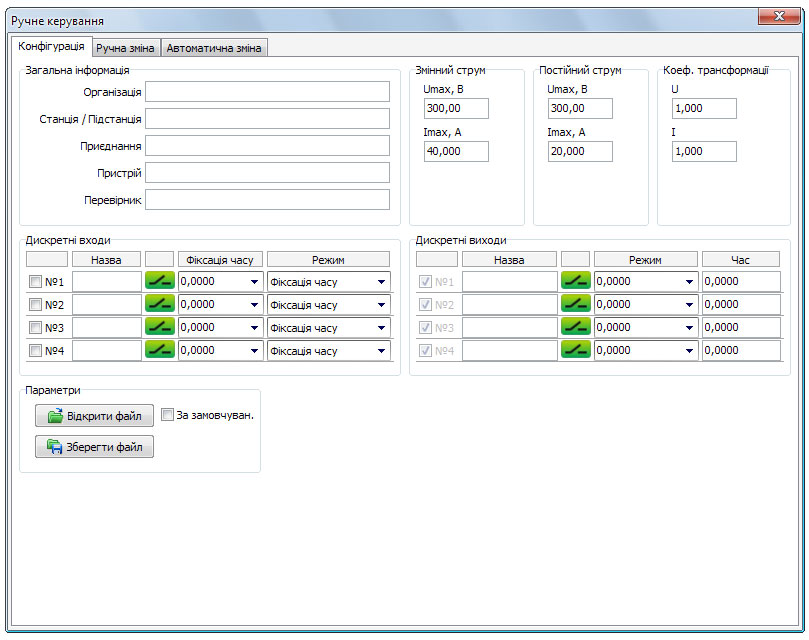 Ручне керування
Конфігурація Ручна зміна Автоматична зміна
Загальна інформація
Організація
Станція / Підстанція
Приєднання
Пристрій
Перевірник
Змінний струм
Umax, В
300,00
Imax, А
40,000
Постійний струм
Umax, В
300,00
Imax, А
20,000
Коеф. трансформації
U
1,000
I
1,000
Дискретні входи
Назва Фіксація часу Режим
№1 0,0000 Фіксація часу
№2 0,0000 Фіксація часу
№3 0,0000 Фіксація часу
№4 0,0000 Фіксація часу
Дискретні виходи
Назва Режим Час
№1 0,0000 0,0000
№2 0,0000 0,0000
№3 0,0000 0,0000
№4 0,0000 0,0000
Параметри
Відкрити файл За замовчуван.
Зберегти файл